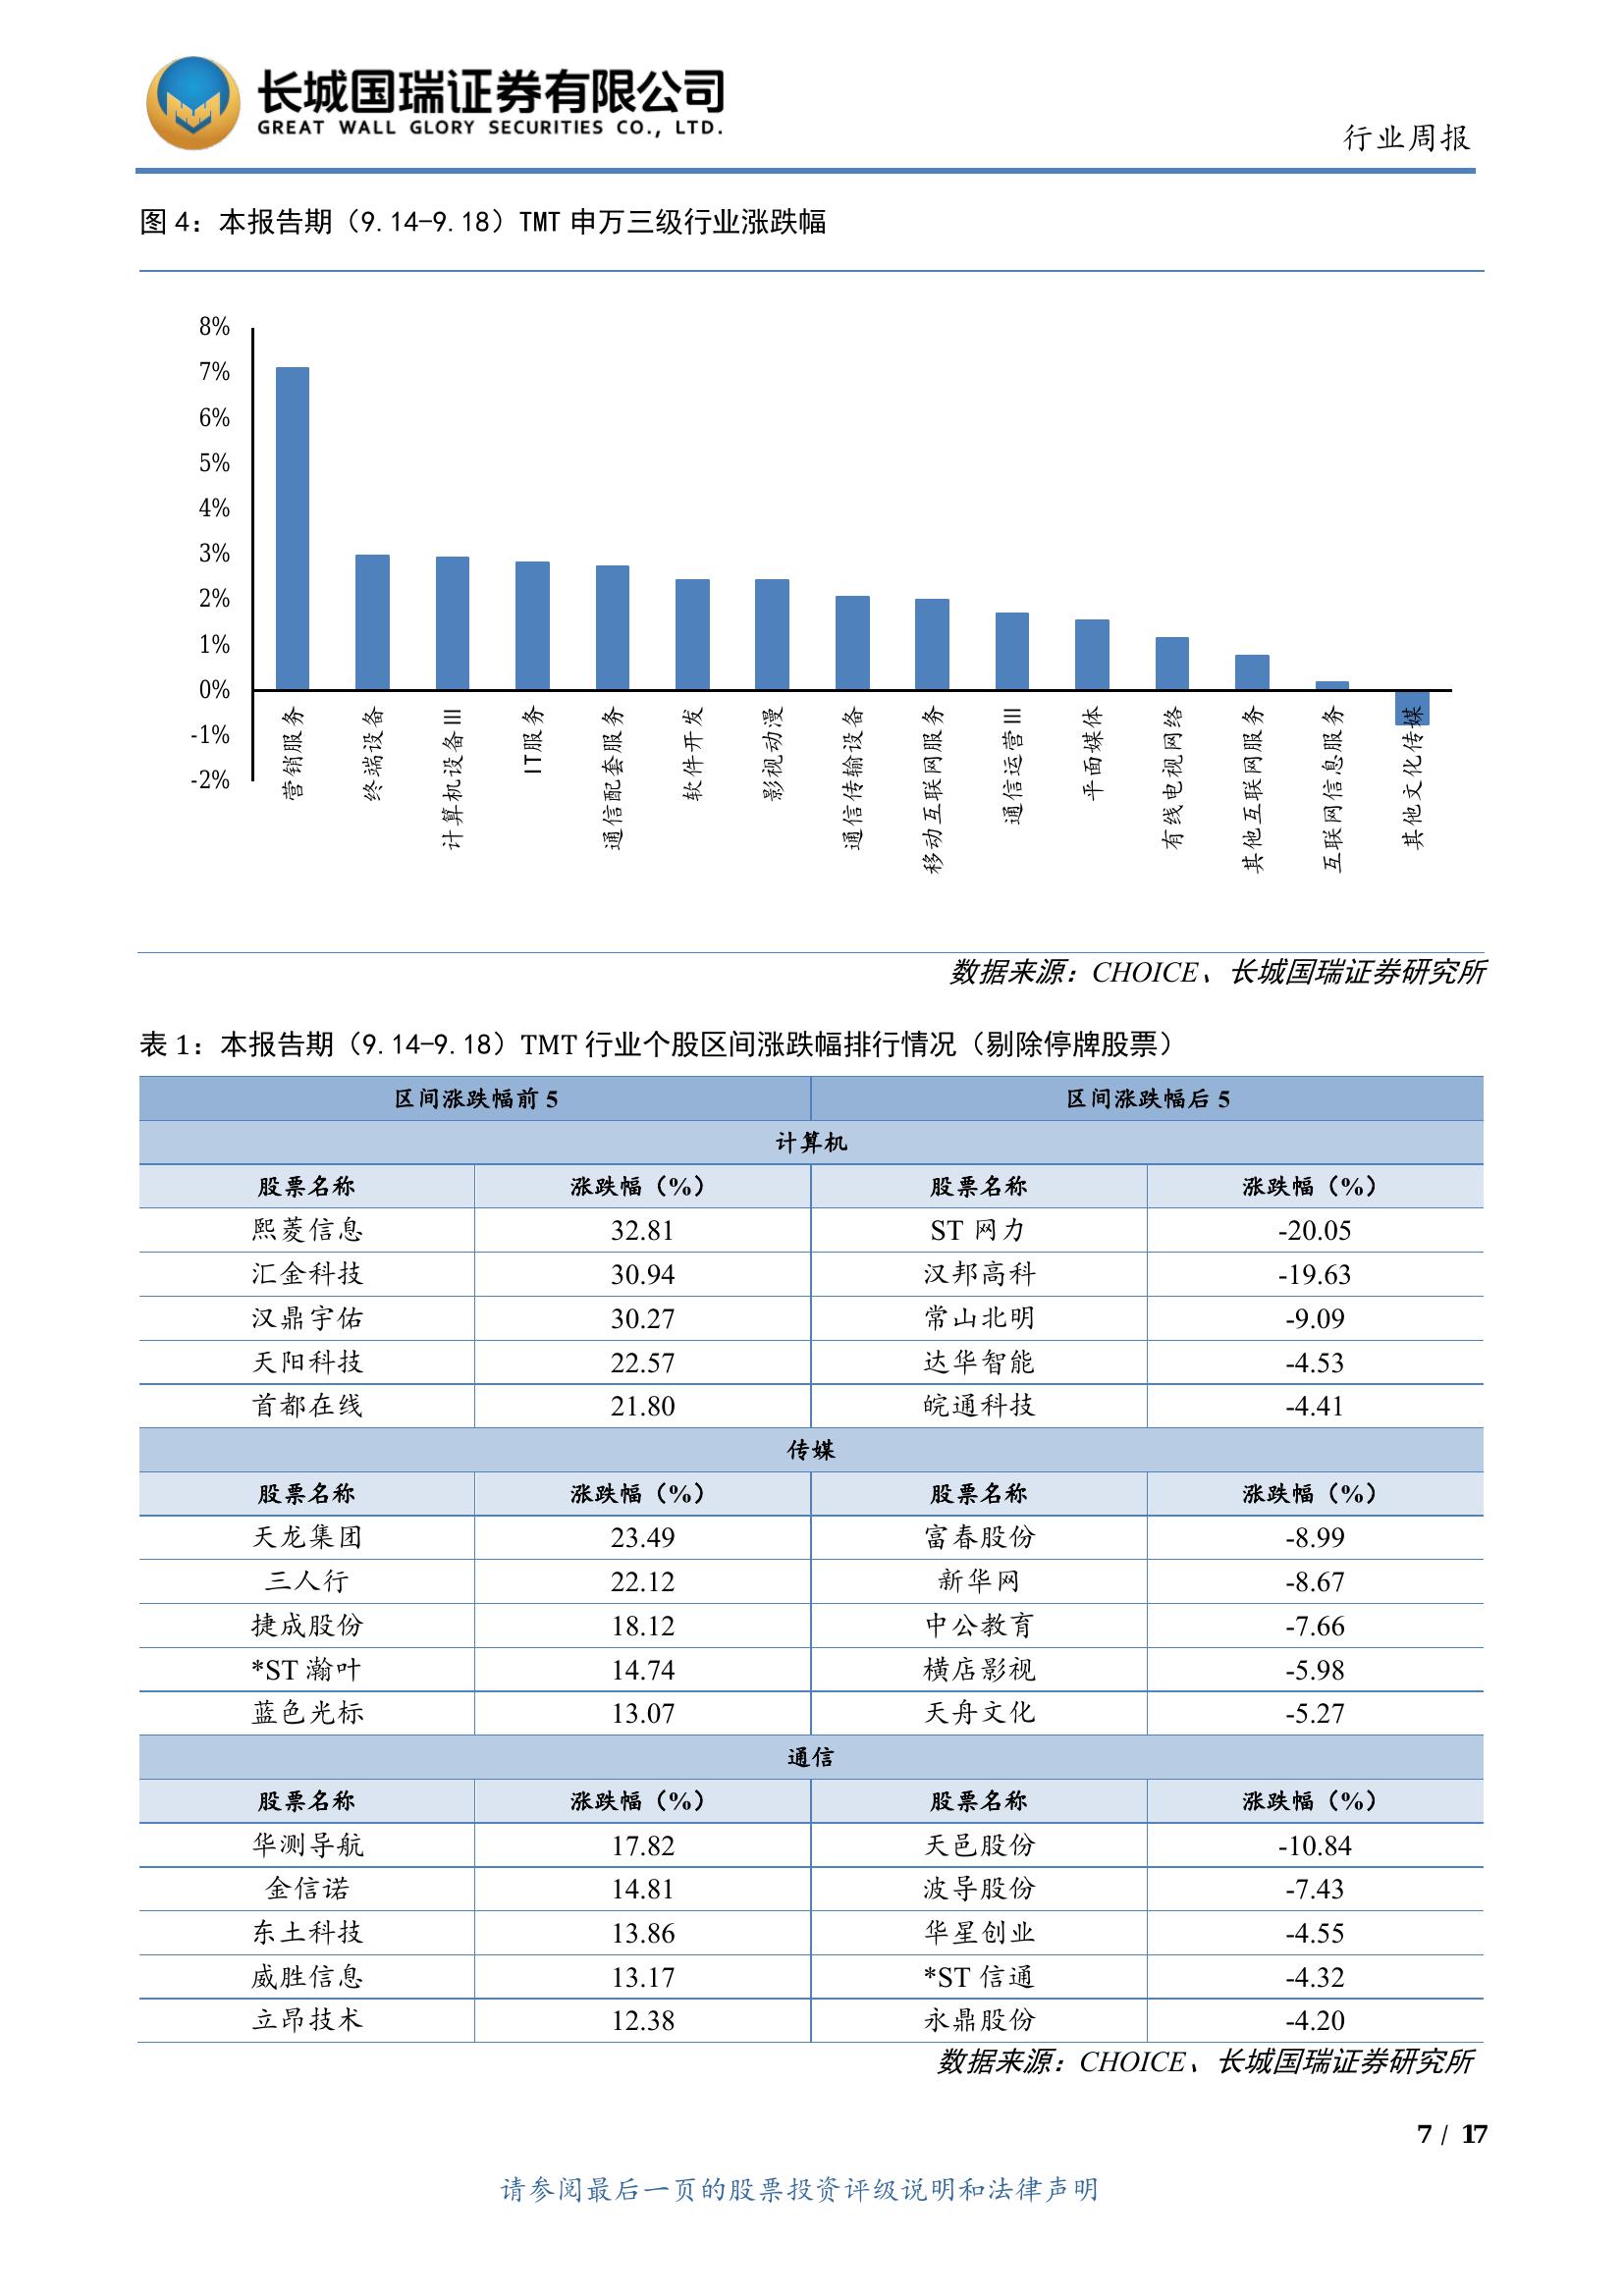 长城国瑞证券有限公司
GREAT WALL GLORY SECURITIES CO., LTD.
行业周报
图 4：本报告期（9.14-9.18）TMT 申万三级行业涨跌幅
8%
7%
6%
5%
4%
3%
2%
1%
0%
-1%
-2%
营销服务
终端设备
计算机设备III
IT服务
通信配套服务
软件开发
影视动漫
通信传输设备
移动互联网服务
通信运营III
平面媒体
有线电视网络
其他互联网服务
互联网信息服务
其他文化传媒
数据来源：CHOICE、长城国瑞证券研究所
表 1：本报告期（9.14-9.18）TMT 行业个股区间涨跌幅排行情况（剔除停牌股票）
区间涨跌幅前 5 区间涨跌幅后 5
计算机
股票名称 涨跌幅（%） 股票名称 涨跌幅（%）
熙菱信息 32.81 ST 网力 -20.05
汇金科技 30.94 汉邦高科 -19.63
汉鼎宇佑 30.27 常山北明 -9.09
天阳科技 22.57 达华智能 -4.53
首都在线 21.80 皖通科技 -4.41
传媒
股票名称 涨跌幅（%） 股票名称 涨跌幅（%）
天龙集团 23.49 富春股份 -8.99
三人行 22.12 新华网 -8.67
捷成股份 18.12 中公教育 -7.66
*ST 瀚叶 14.74 横店影视 -5.98
蓝色光标 13.07 天舟文化 -5.27
通信
股票名称 涨跌幅（%） 股票名称 涨跌幅（%）
华测导航 17.82 天邑股份 -10.84
金信诺 14.81 波导股份 -7.43
东土科技 13.86 华星创业 -4.55
威胜信息 13.17 *ST 信通 -4.32
立昂技术 12.38 永鼎股份 -4.20
数据来源：CHOICE、长城国瑞证券研究所
7 / 17
请参阅最后一页的股票投资评级说明和法律声明